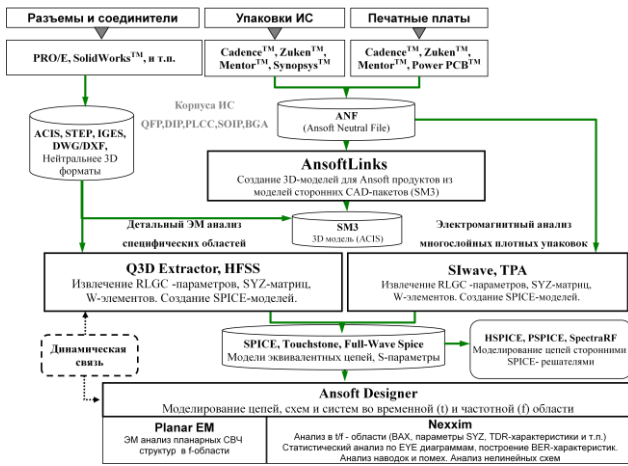 Разъемы и соединители
Упаковки ИС
Печатные платы
PRO/E, SolidWorks™, и т.п.
Cadence™, Zuken™,
Mentor™, Synopsys™
Cadence™, Zuken™,
Mentor™, Power PCB™
Корпуса ИС
QFP,DIP,PLCC,SOIP,BGA
ANF
(Ansoft Neutral File)
ACIS, STEP, IGES,
DWG/DXF,
Нейтральнее 3D
форматы
AnsoftLinks
Создание 3D-моделей для Ansoft продуктов из
моделей сторонних CAD-пакетов (SM3)
SM3
3D модель (ACIS)
Детальный ЭМ анализ
специфических областей
Электромагнитный анализ
многослойных плотных упаковок
Q3D Extractor, HFSS
Извлечение RLGC -параметров, SYZ-матриц,
W-элементов. Создание SPICE-моделей.
SIwave, TPA
Извлечение RLGC -параметров, SYZ-матриц,
W-элементов. Создание SPICE-моделей.
Динамическая
связь
SPICE, Touchstone, Full-Wave Spice
Модели эквивалентных цепей, S-параметры
HSPICE, PSPICE, SpectraRF
Моделирование цепей сторонними
SPICE- решателями
Ansoft Designer
Моделирование цепей, схем и систем во временной (t) и частотной (f) области
Planar EM
ЭМ анализ планарных СВЧ
структур в f-области
Nexxim
Анализ в t/f - области (ВАХ, параметры SYZ, TDR-характеристики и т.п.)
Статистический анализ по EYE диаграммам, построение BER-характеристик.
Анализ наводок и помех. Анализ нелинейных схем